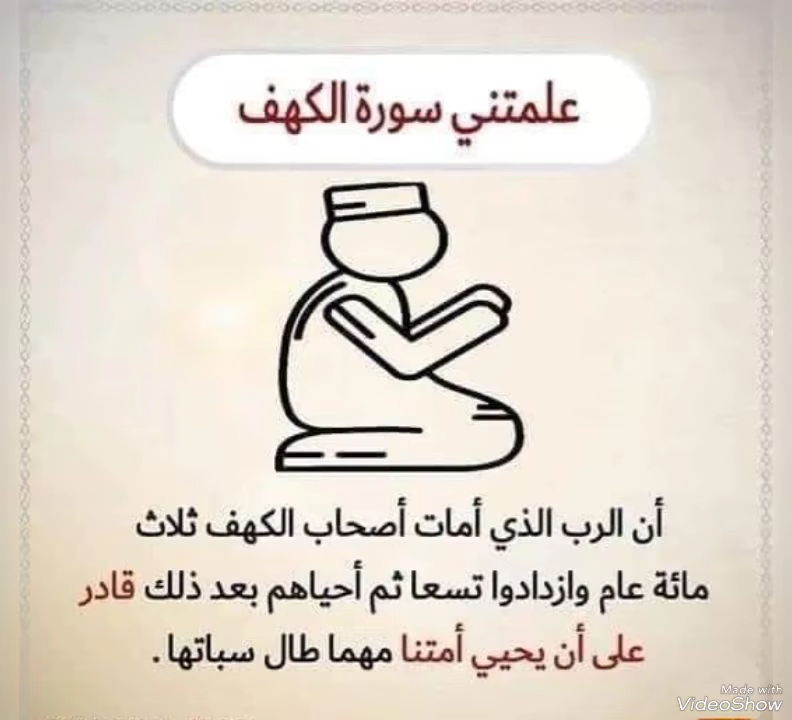 علمتني سورة الكهف
أن الرب الذي أمات أصحاب الكهف ثلاث
مائة عام وازدادوا تسعا ثم أحياهم بعد ذلك قادر
على أن يحيي أمتنا مهما طال سباتها .
Made with
VideoShow